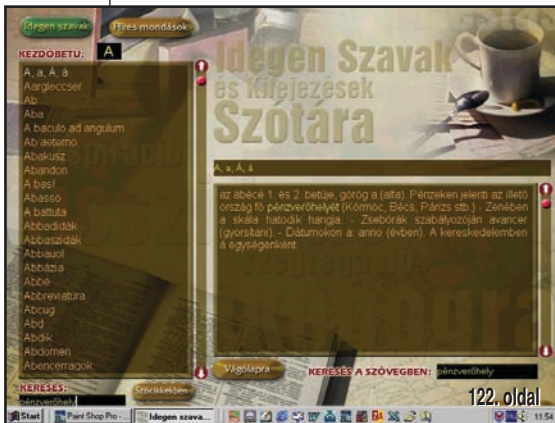 Idegen szavak
Híres mondások
KEZDŐBETŰ: A
A, a, Á, á
Aargleccser
Ab
Aba
A baculo ad angulum
Ab aeterno
Abakusz
Abandon
A bas!
Abasso
A battuta
Abbadidák
Abbaszidák
Abbauol
Abbázia
Abbé
Abbreviatura
Abcug
Abd
Abdik
Abdomen
Abencerragok
KERESÉS:
pénzverőhely
Szócikkekben
Idegen Szavak
és Kifejezések
Szótára
A, a, Á, á
az ábécé 1. és 2. betűje, görög a (alfa). Pénzeken jelenti az illető
ország fő pénzverőhelyét (Körmöc, Bécs, Párizs stb.) - Zenében
a skála hatodik hangja. - Zsebórák szabályozóján avancer
(gyorsítani). - Dátumokon a: anno (évben). A kereskedelemben
á egységenként.
Vágólapra
KERESÉS A SZÖVEGBEN: pénzverőhely
122. oldal
Start
Paint Shop Pro - ...
Idegen szava...
11:54